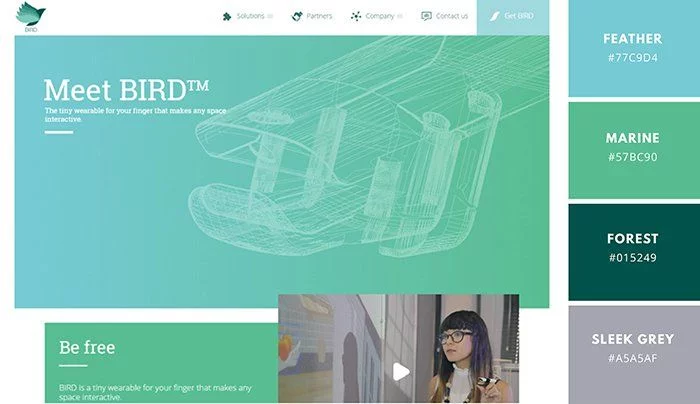 BIRD
Solutions
Partners
Company
Contact us
Get BIRD
Meet BIRD™
The tiny wearable for your finger that makes any space
interactive.
Be free
BIRD is a tiny wearable for your finger that makes any
space interactive.
FEATHER
#77C9D4
MARINE
#57BC90
FOREST
#015249
SLEEK GREY
#A5A5AF